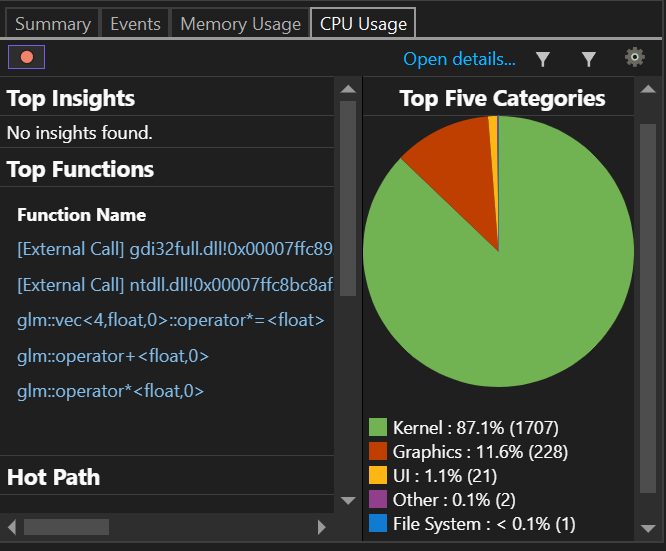 Summary Events Memory Usage CPU Usage
Open details...
Top Insights
No insights found.
Top Functions
Function Name
[External Call] gdi32full.dll!0x00007ffc89
[External Call] ntdll.dll!0x00007ffc8bc8af
glm::vec<4,float,0>::operator*=<float>
glm::operator+<float,0>
glm::operator*<float,0>
Hot Path
Top Five Categories
Kernel : 87.1% (1707)
Graphics : 11.6% (228)
UI : 1.1% (21)
Other : 0.1% (2)
File System : < 0.1% (1)